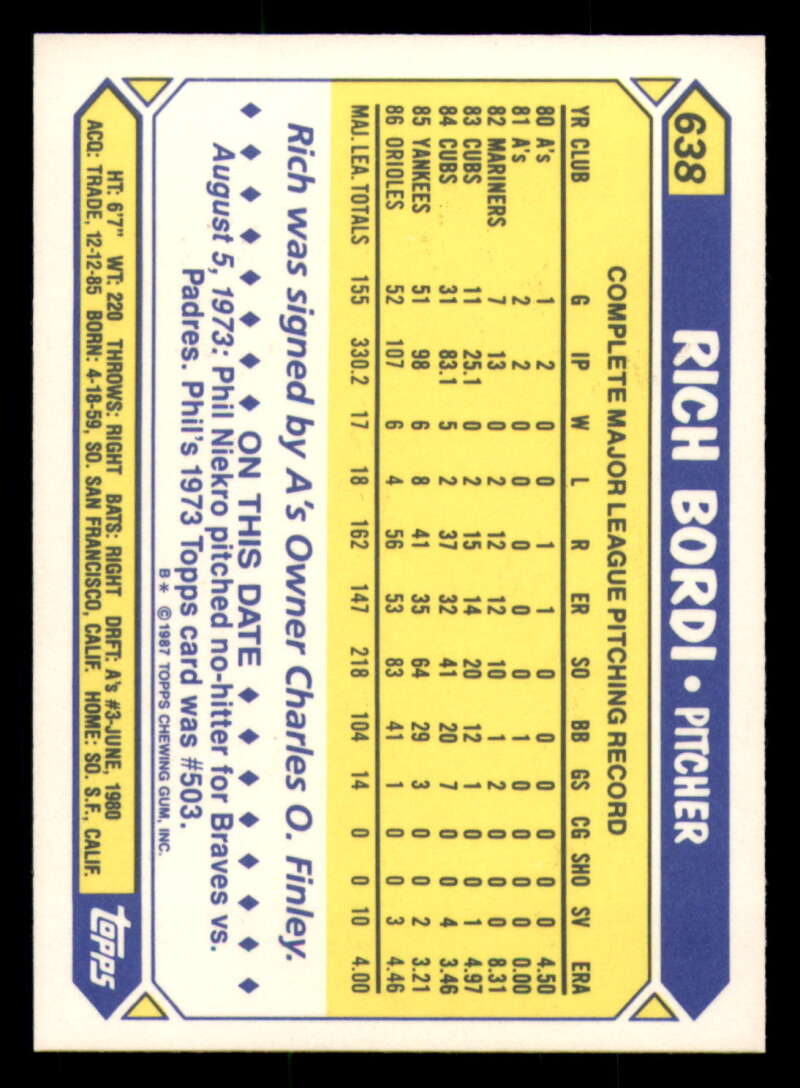 638
RICH BORDI • PITCHER
COMPLETE MAJOR LEAGUE PITCHING RECORD
YR CLUB G IP W L R ER SO BB GS CG SHO SV ERA
80 A's 1 2 0 0 1 1 0 0 0 0 0 0 4.50
81 A's 2 2 0 0 0 0 0 1 0 0 0 0 0.00
82 MARINERS 7 13 0 2 12 12 10 1 2 0 0 0 8.31
83 CUBS 11 25.1 0 2 15 14 20 12 1 0 0 1 4.97
84 CUBS 31 83.1 5 2 37 32 41 20 7 0 0 4 3.46
85 YANKEES 51 98 6 8 41 35 64 29 3 0 0 2 3.21
86 ORIOLES 52 107 6 4 56 53 83 41 1 0 0 3 4.46
MAJ. LEA. TOTALS 155 330.2 17 18 162 147 218 104 14 0 0 10 4.00
Rich was signed by A's Owner Charles O. Finley.
◆ ◆ ◆ ◆ ◆ ◆ ◆ ◆ ON THIS DATE ◆ ◆ ◆ ◆ ◆ ◆ ◆ ◆
August 5, 1973: Phil Niekro pitched no-hitter for Braves vs.
Padres. Phil's 1973 Topps card was #503.
B* ©1987 TOPPS CHEWING GUM, INC.
HT: 6'7" WT: 220 THROWS: RIGHT BATS: RIGHT DRFT: A's #3-JUNE, 1980
ACQ: TRADE, 12-12-85 BORN: 4-18-59, SO. SAN FRANCISCO, CALIF. HOME: SO. S.F., CALIF.
topps